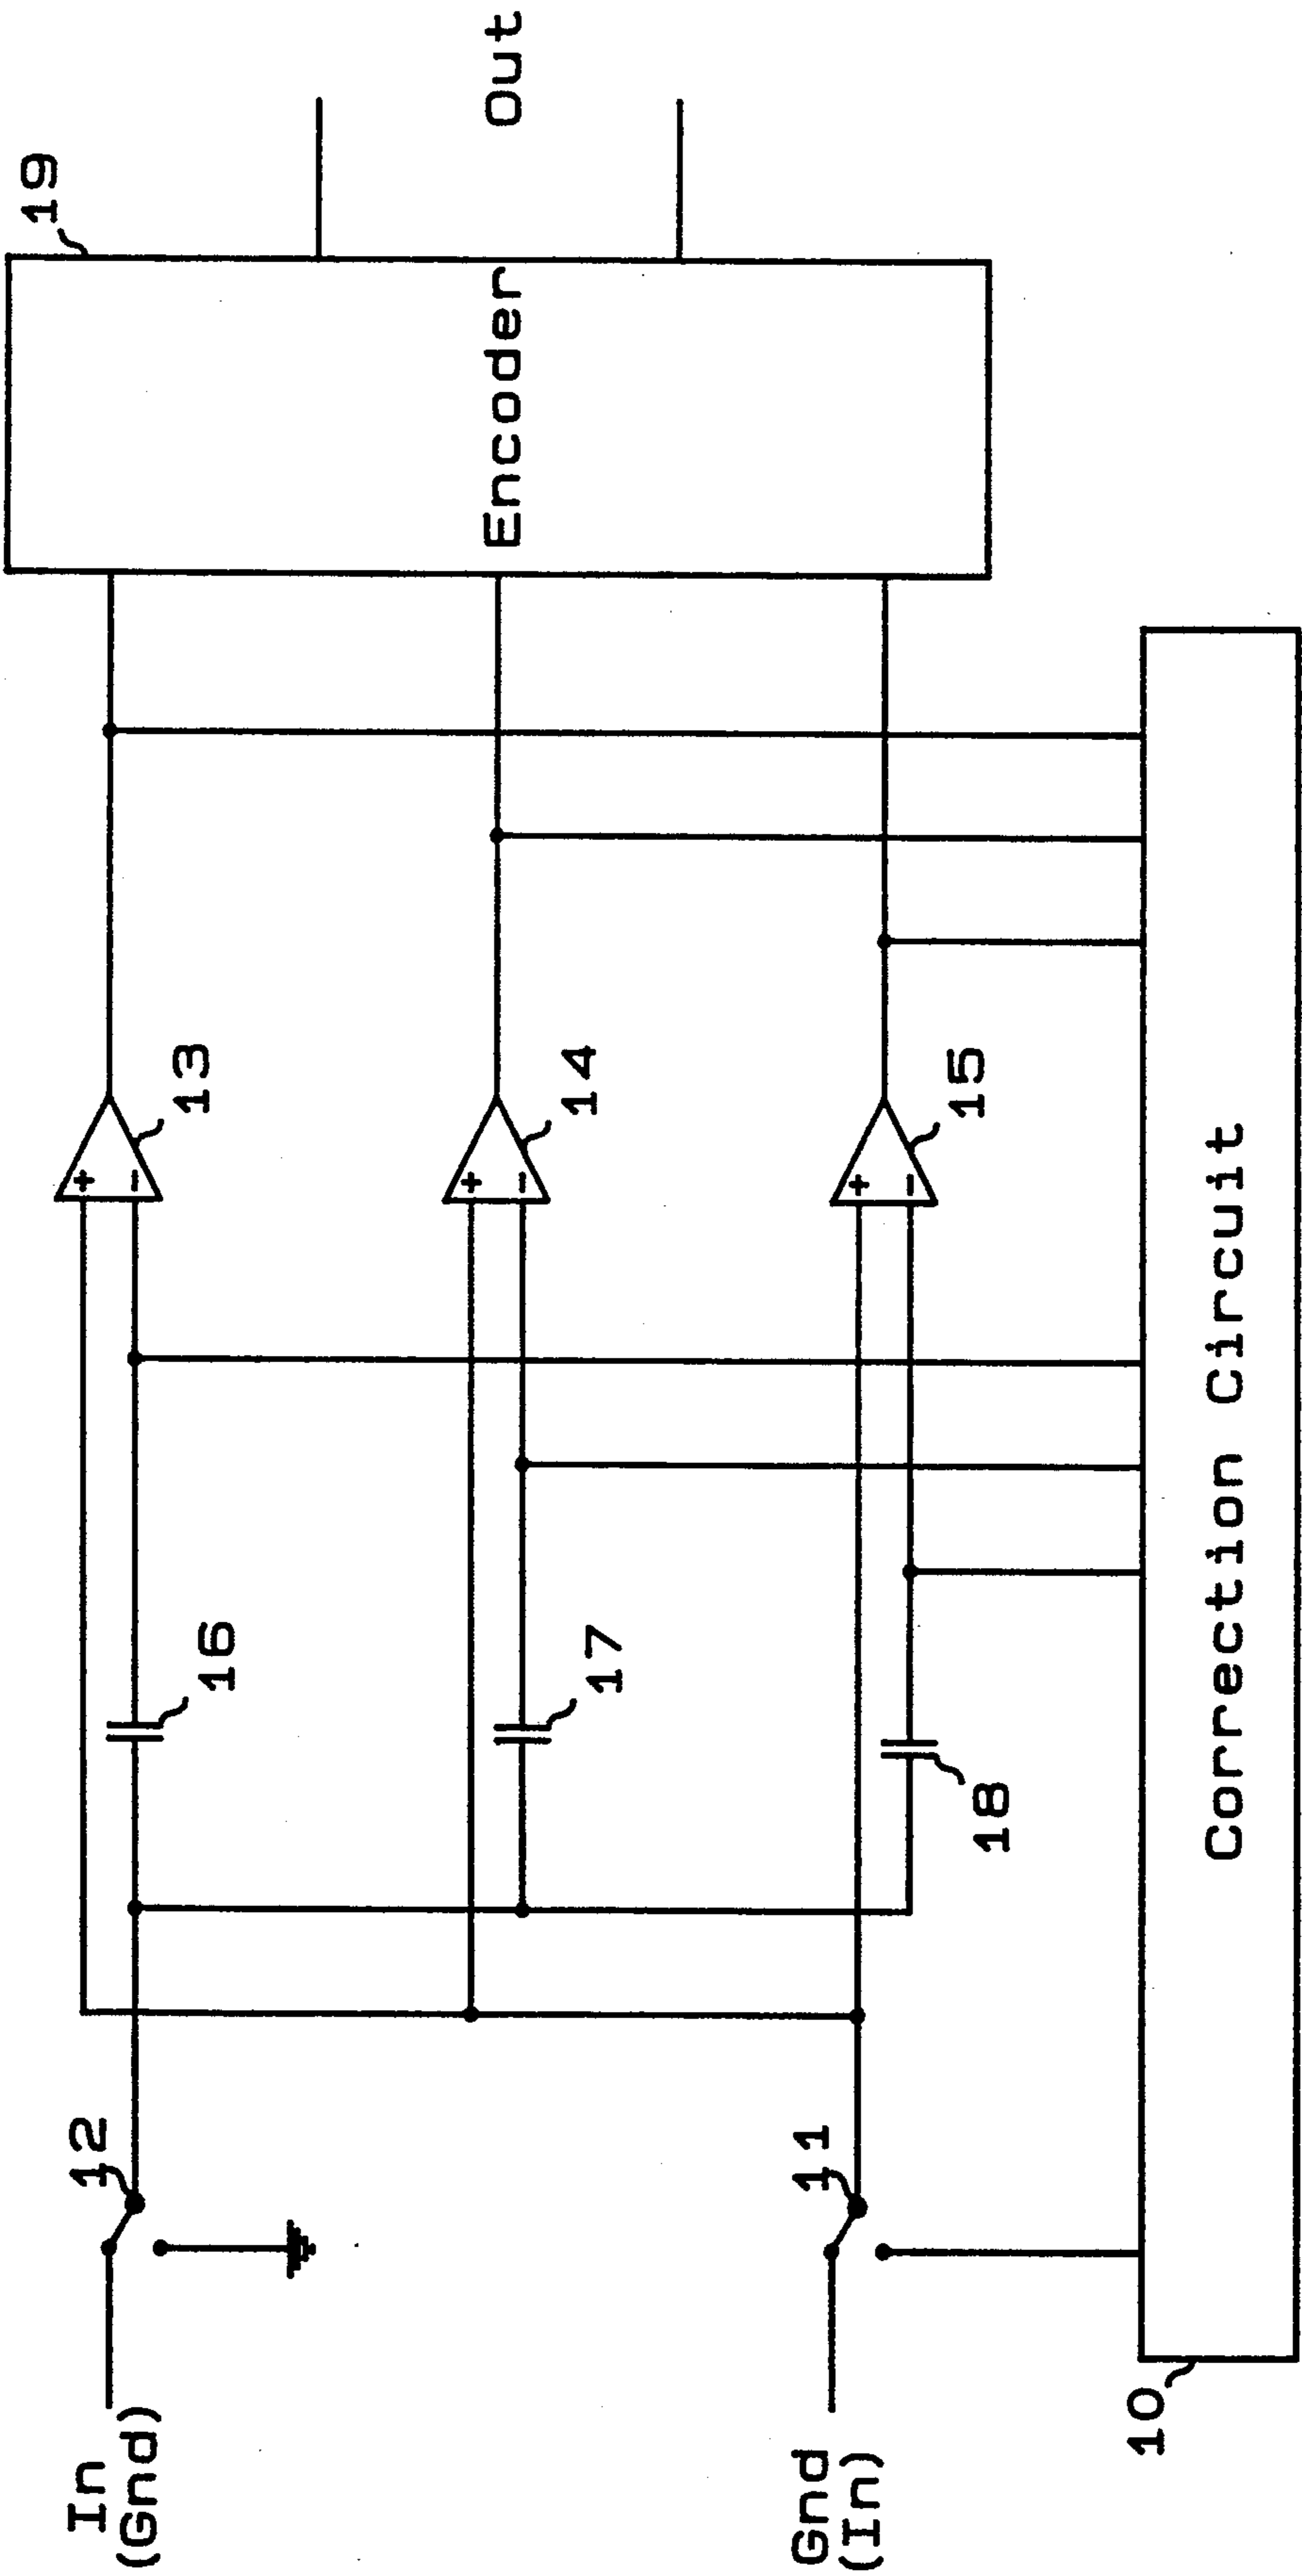 In
(Gnd)
12
16
13
19
Encoder
Out
17
14
Gnd
(In)
11
18
15
10
Correction Circuit
+
-
+
-
+
-